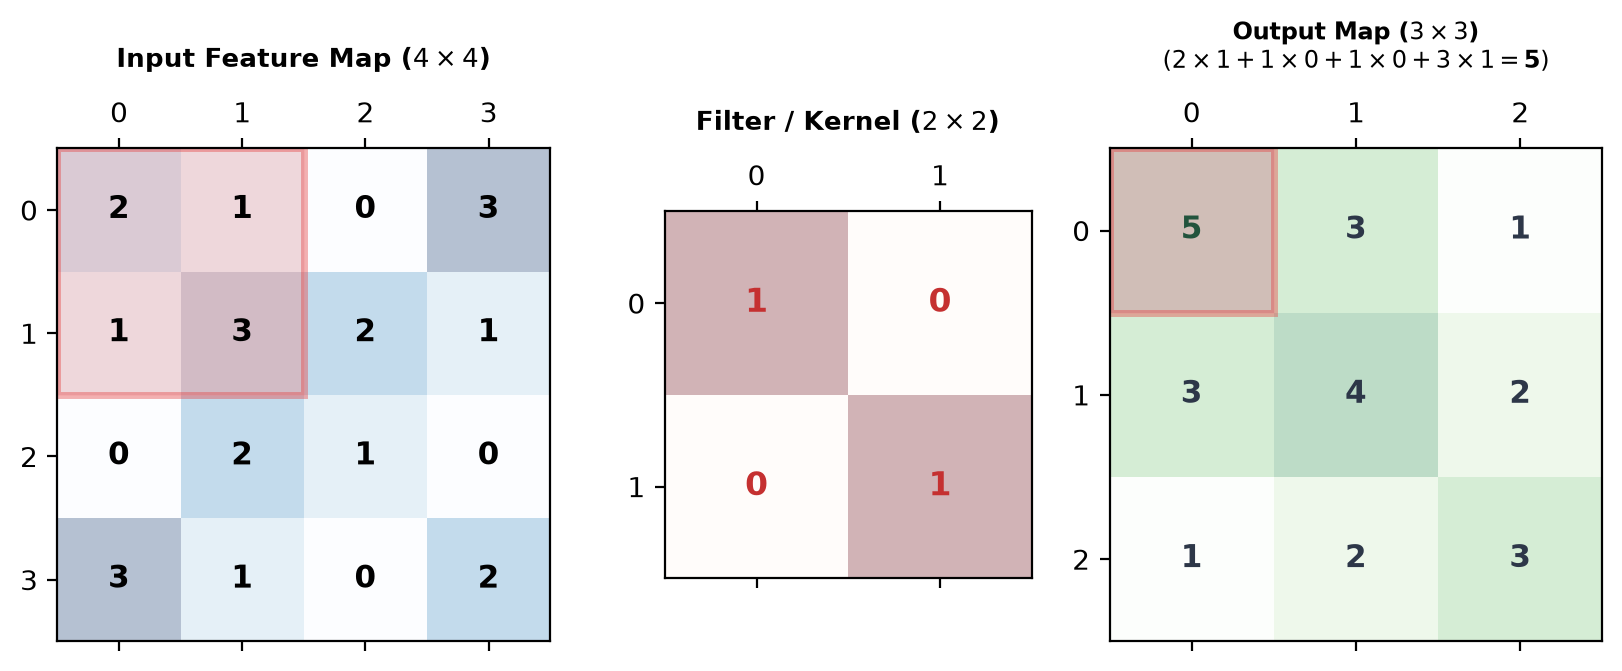 Input Feature Map (4 × 4)
0 1 2 3
0 2 1 0 3
1 1 3 2 1
2 0 2 1 0
3 3 1 0 2
Filter / Kernel (2 × 2)
0 1
0 1 0
1 0 1
Output Map (3 × 3)
(2 × 1 + 1 × 0 + 1 × 0 + 3 × 1 = 5)
0 1 2
0 5 3 1
1 3 4 2
2 1 2 3